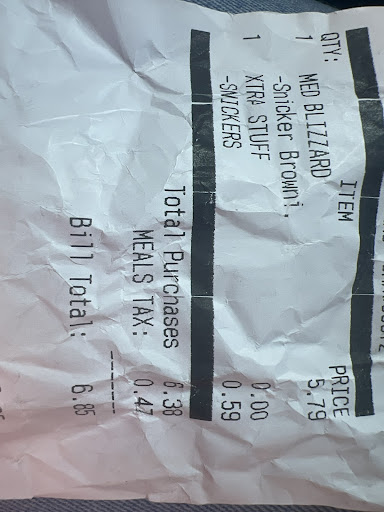 QTY: ITEM PRICE
1 MED BLIZZARD 5.79
-Snicker Browni.
1 XTRA STUFF 0.00
-SNICKERS 0.59
Total Purchases 6.38
MEALS TAX: 0.47
------
Bill Total: 6.85